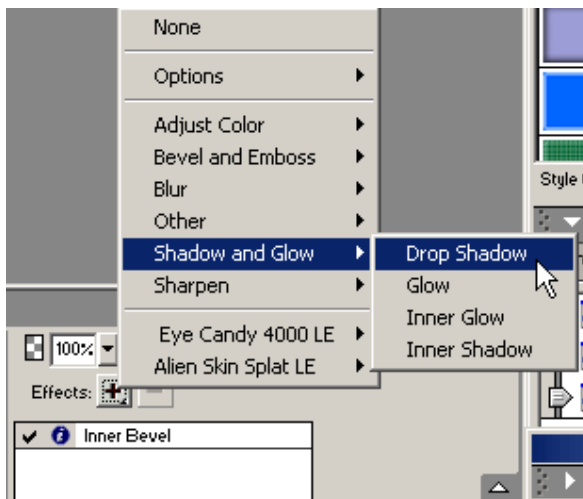 None
Options
Adjust Color
Bevel and Emboss
Blur
Other
Shadow and Glow
Sharpen
Eye Candy 4000 LE
Alien Skin Splat LE
Drop Shadow
Glow
Inner Glow
Inner Shadow
Style
100%
Effects:
Inner Bevel